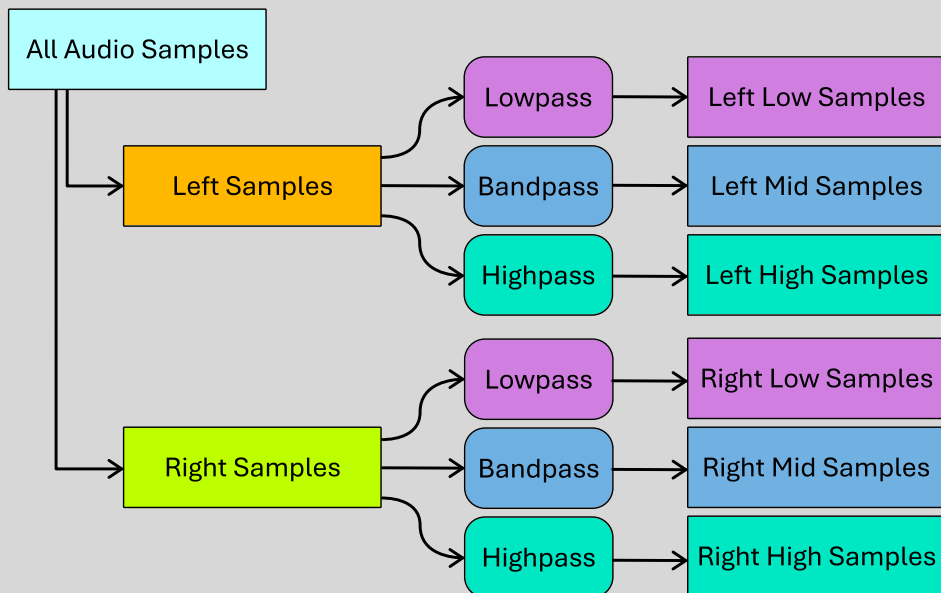 All Audio Samples
Lowpass
Left Low Samples
Left Samples
Bandpass
Left Mid Samples
Highpass
Left High Samples
Lowpass
Right Low Samples
Right Samples
Bandpass
Right Mid Samples
Highpass
Right High Samples